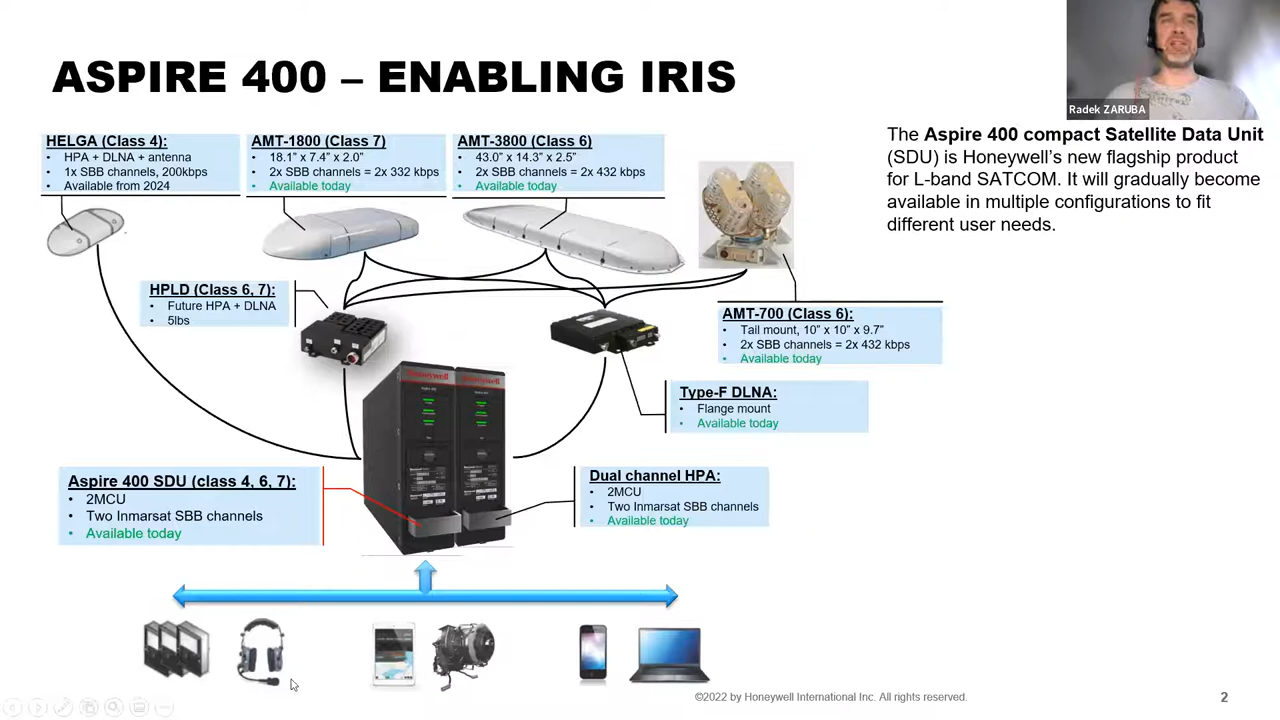 ASPIRE 400 – ENABLING IRIS
Radek ZARUBA
HELGA (Class 4):
• HPA + DLNA + antenna
• 1x SBB channels, 200kbps
• Available from 2024
AMT-1800 (Class 7)
• 18.1” x 7.4” x 2.0”
• 2x SBB channels = 2x 332 kbps
• Available today
AMT-3800 (Class 6)
• 43.0” x 14.3” x 2.5”
• 2x SBB channels = 2x 432 kbps
• Available today
The Aspire 400 compact Satellite Data Unit
(SDU) is Honeywell’s new flagship product
for L-band SATCOM. It will gradually become
available in multiple configurations to fit
different user needs.
HPLD (Class 6, 7):
• Future HPA + DLNA
• 5lbs
AMT-700 (Class 6):
• Tail mount, 10” x 10” x 9.7”
• 2x SBB channels = 2x 432 kbps
• Available today
Type-F DLNA:
• Flange mount
• Available today
Honeywell
Honeywell
Aspire 400 SDU (class 4, 6, 7):
• 2MCU
• Two Inmarsat SBB channels
• Available today
Dual channel HPA:
• 2MCU
• Two Inmarsat SBB channels
• Available today
©2022 by Honeywell International Inc. All rights reserved.
2